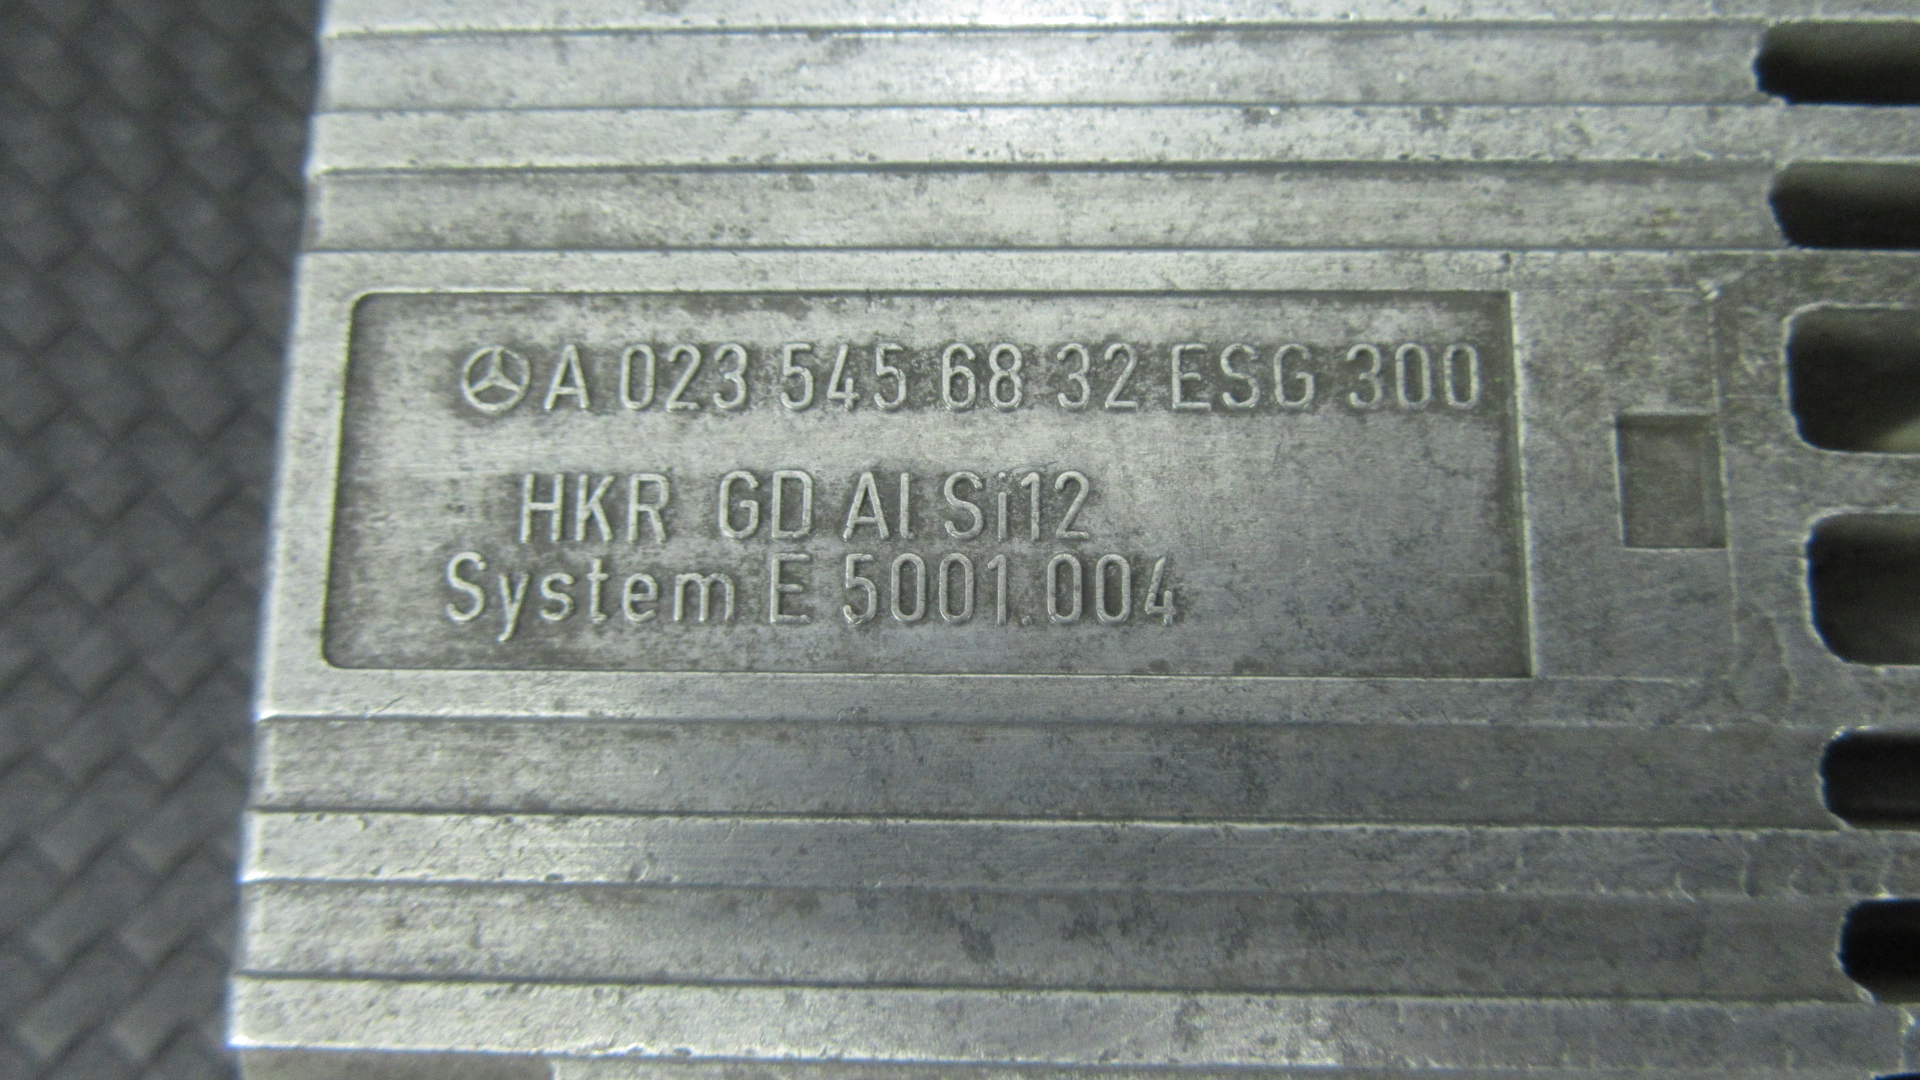 A 023 545 68 32 ESG 300
HKR GD Al Si12
System E 5001.004